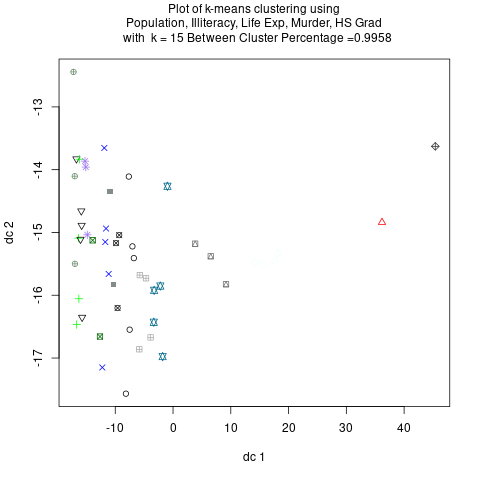 Plot of k-means clustering using
Population, Illiteracy, Life Exp, Murder, HS Grad
with k = 15 Between Cluster Percentage =0.9958
-13
-14
-15
-16
-17
dc 2
-10 0 10 20 30 40
dc 1